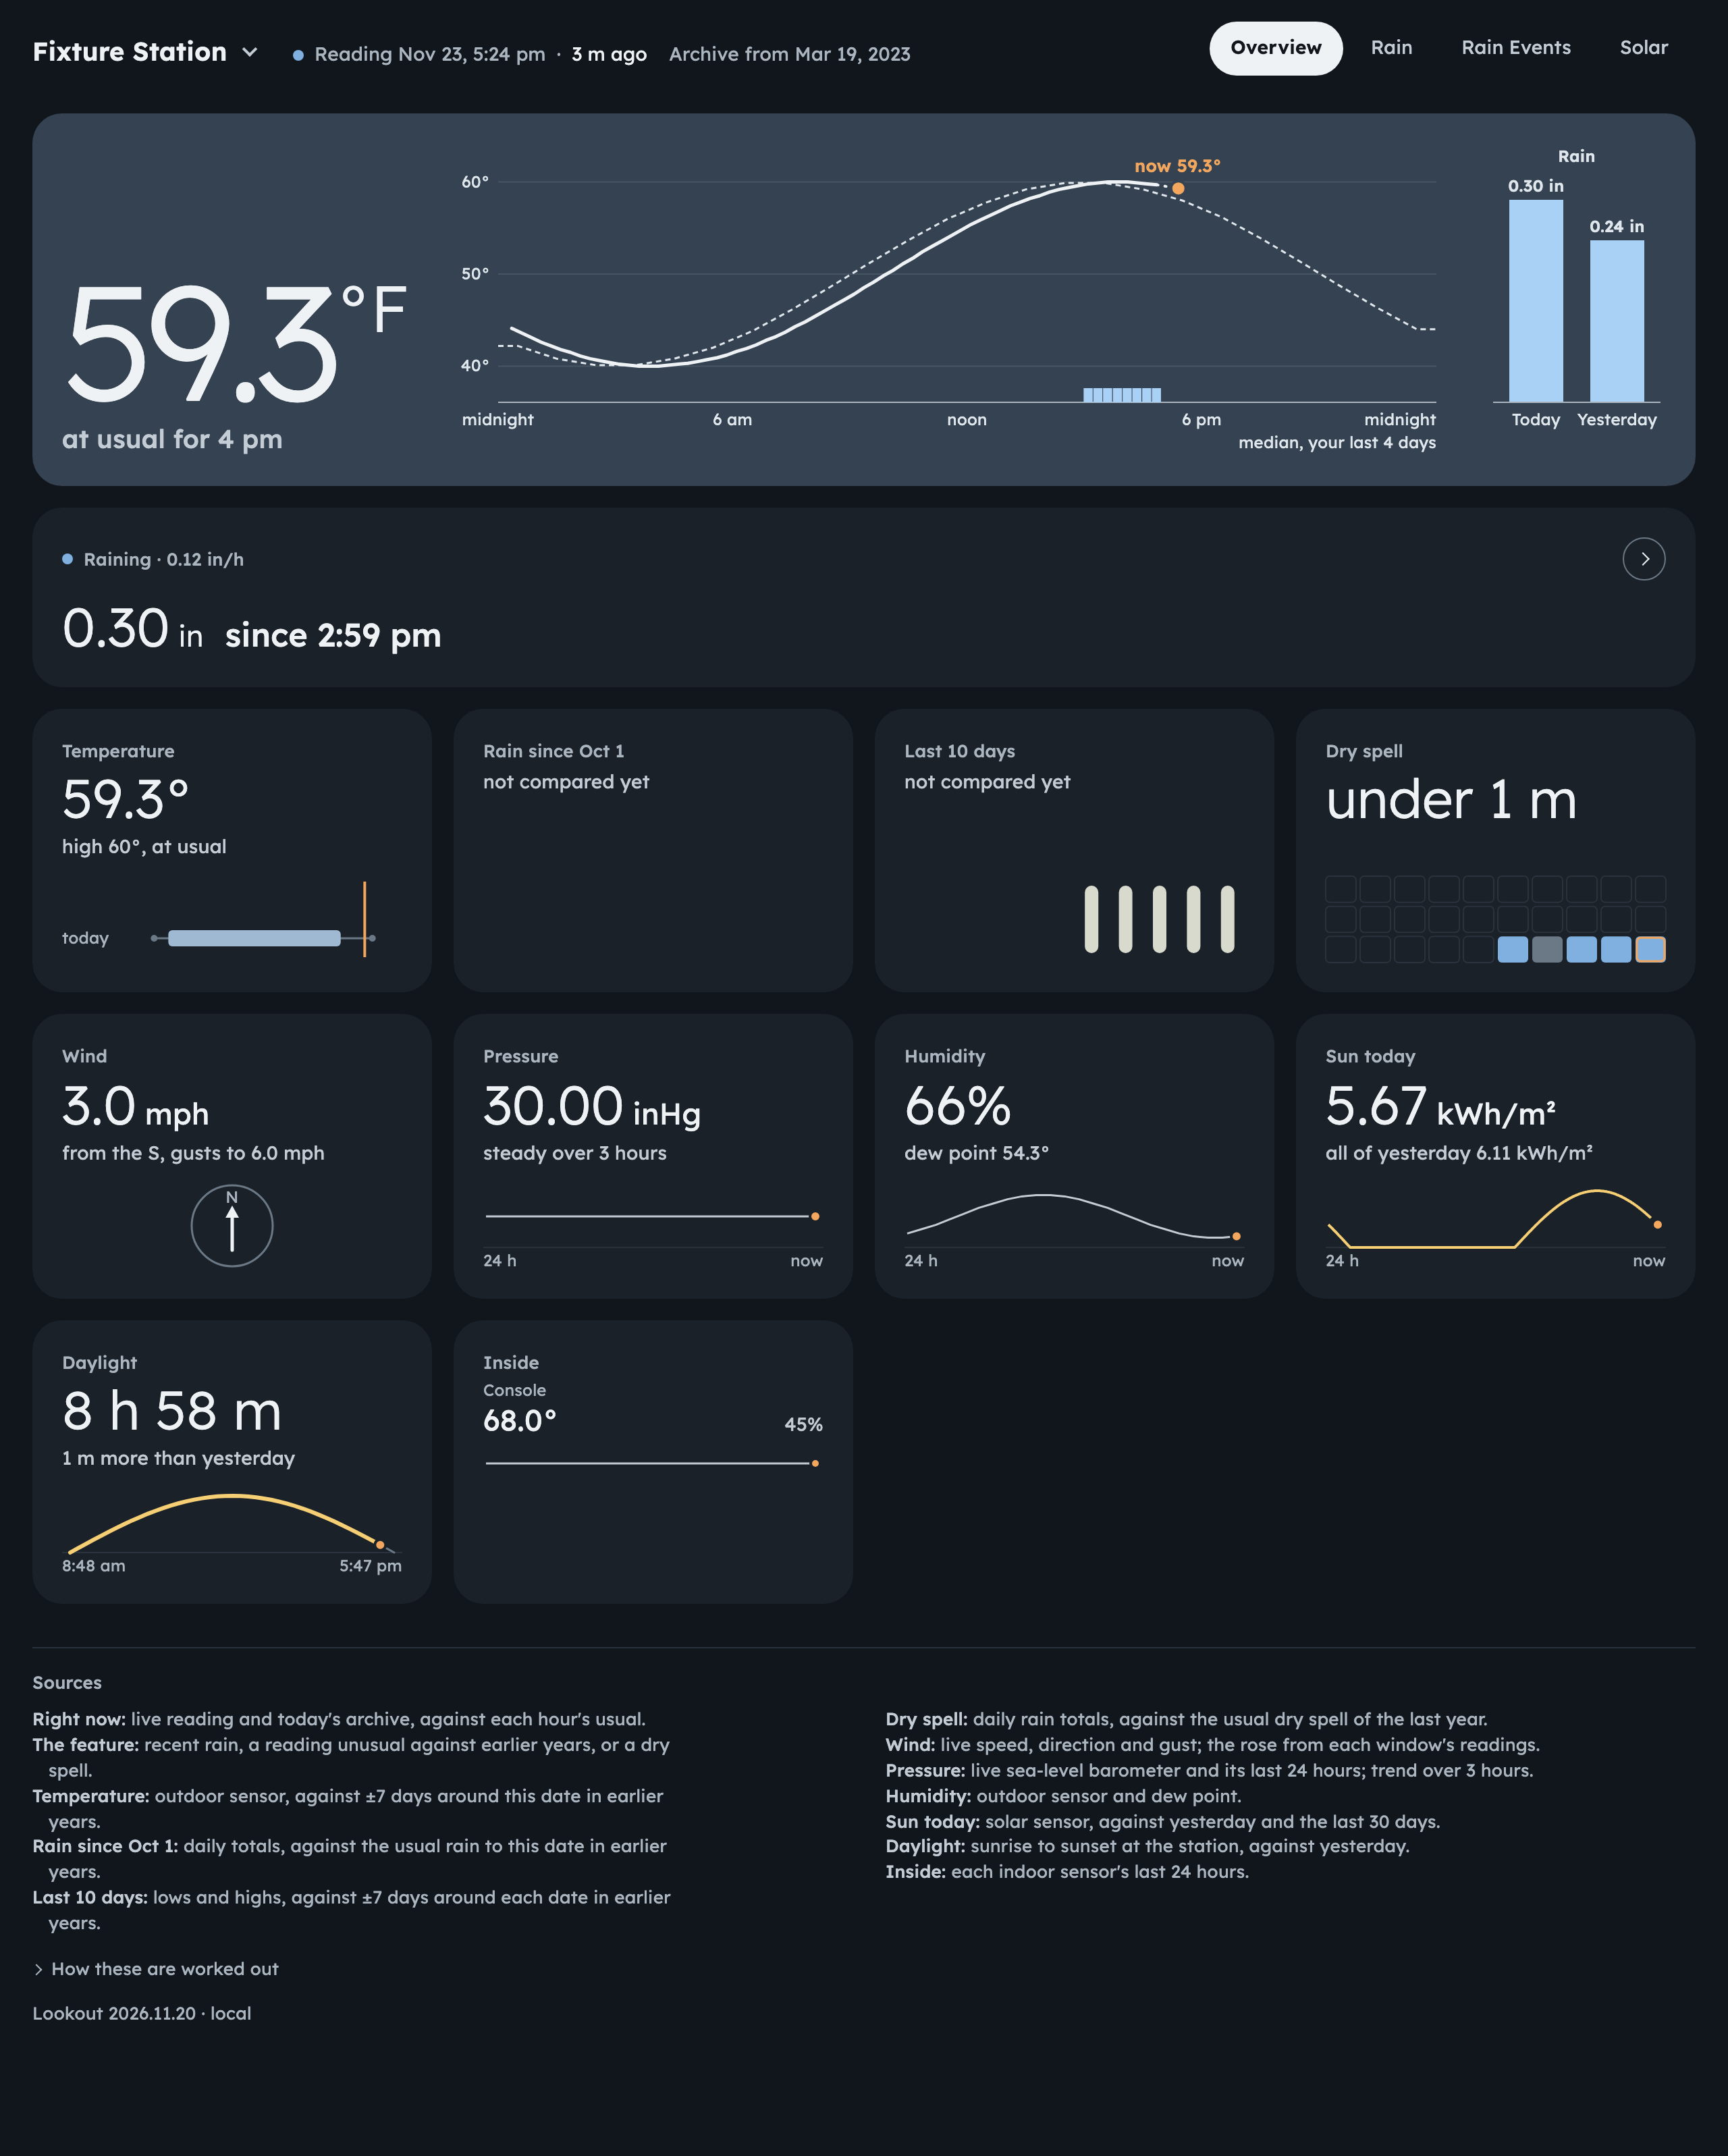 Fixture Station
Reading Nov 23, 5:24 pm · 3 m ago Archive from Mar 19, 2023
Overview Rain Rain Events Solar
59.3°F
at usual for 4 pm
now 59.3°
60°
50°
40°
midnight 6 am noon 6 pm midnight
median, your last 4 days
Rain
0.30 in
0.24 in
Today Yesterday
Raining · 0.12 in/h
0.30 in since 2:59 pm
Temperature
59.3°
high 60°, at usual
today
Rain since Oct 1
not compared yet
Last 10 days
not compared yet
Dry spell
under 1 m
Wind
3.0 mph
from the S, gusts to 6.0 mph
N
Pressure
30.00 inHg
steady over 3 hours
24 h now
Humidity
66%
dew point 54.3°
24 h now
Sun today
5.67 kWh/m²
all of yesterday 6.11 kWh/m²
24 h now
Daylight
8 h 58 m
1 m more than yesterday
8:48 am 5:47 pm
Inside
Console
68.0° 45%
Sources
Right now: live reading and today's archive, against each hour's usual.
The feature: recent rain, a reading unusual against earlier years, or a dry
spell.
Temperature: outdoor sensor, against ±7 days around this date in earlier
years.
Rain since Oct 1: daily totals, against the usual rain to this date in earlier
years.
Last 10 days: lows and highs, against ±7 days around each date in earlier
years.
Dry spell: daily rain totals, against the usual dry spell of the last year.
Wind: live speed, direction and gust; the rose from each window's readings.
Pressure: live sea-level barometer and its last 24 hours; trend over 3 hours.
Humidity: outdoor sensor and dew point.
Sun today: solar sensor, against yesterday and the last 30 days.
Daylight: sunrise to sunset at the station, against yesterday.
Inside: each indoor sensor's last 24 hours.
How these are worked out
Lookout 2026.11.20 · local